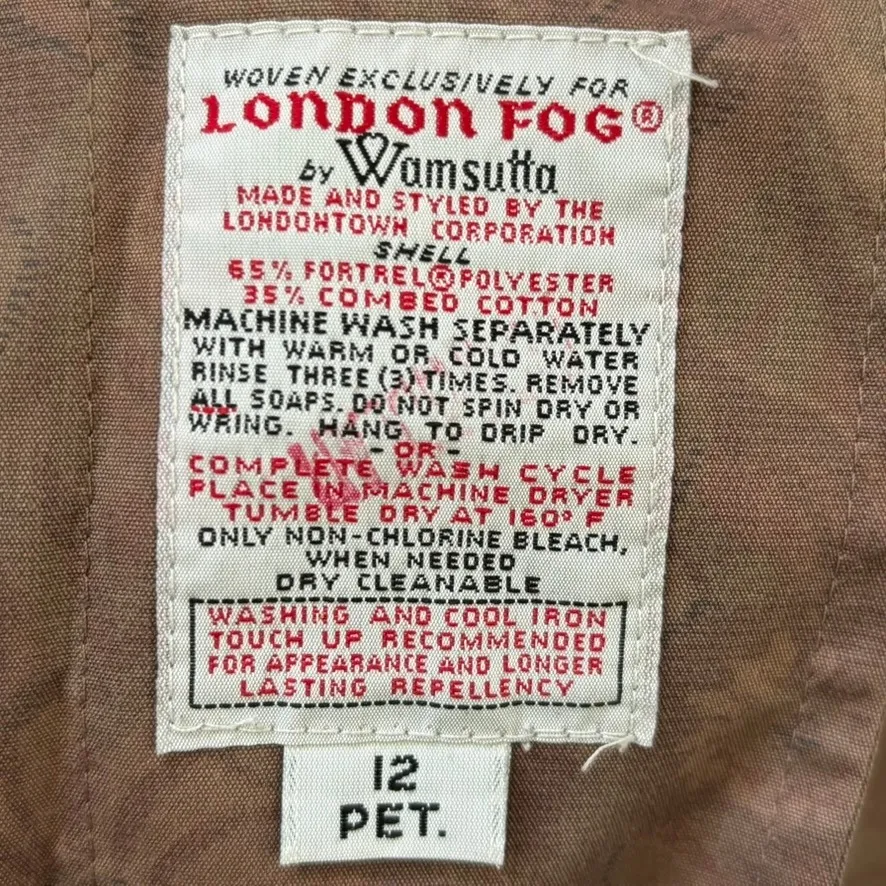 WOVEN EXCLUSIVELY FOR
LONDON FOG®
by Wamsutta
MADE AND STYLED BY THE
LONDONTOWN CORPORATION
SHELL
65% FORTREL® POLYESTER
35% COMBED COTTON
MACHINE WASH SEPARATELY
WITH WARM OR COLD WATER
RINSE THREE (3) TIMES. REMOVE
ALL SOAPS. DO NOT SPIN DRY OR
WRING. HANG TO DRIP DRY.
- OR -
COMPLETE WASH CYCLE
PLACE IN MACHINE DRYER
TUMBLE DRY AT 160° F
ONLY NON-CHLORINE BLEACH,
WHEN NEEDED
DRY CLEANABLE
WASHING AND COOL IRON
TOUCH UP RECOMMENDED
FOR APPEARANCE AND LONGER
LASTING REPELLENCY
12
PET.